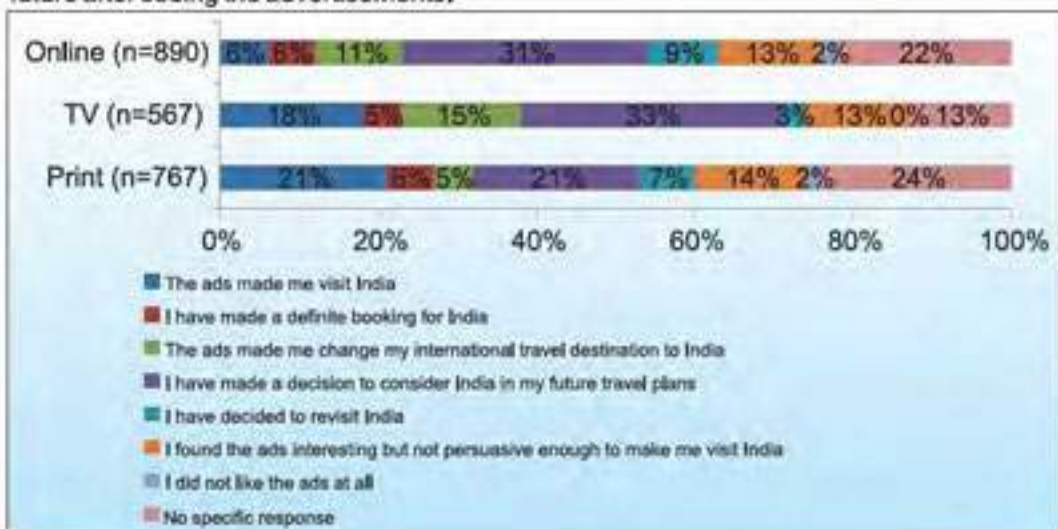 future after seeing the advertisements)
Online (n=890) 6% 6% 11% 31% 9% 13% 2% 22%
TV (n=567) 18% 5% 15% 33% 3% 13% 0% 13%
Print (n=767) 21% 6% 5% 21% 7% 14% 2% 24%
0% 20% 40% 60% 80% 100%
The ads made me visit India
I have made a definite booking for India
The ads made me change my international travel destination to India
I have made a decision to consider India in my future travel plans
I have decided to revisit India
I found the ads interesting but not persuasive enough to make me visit India
I did not like the ads at all
No specific response